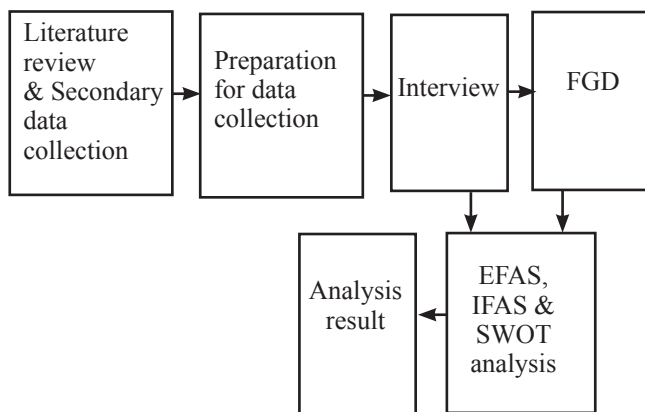 Literature
review
& Secondary
data
collection
Preparation
for data
collection
Interview
FGD
EFAS,
IFAS &
SWOT
analysis
Analysis
result